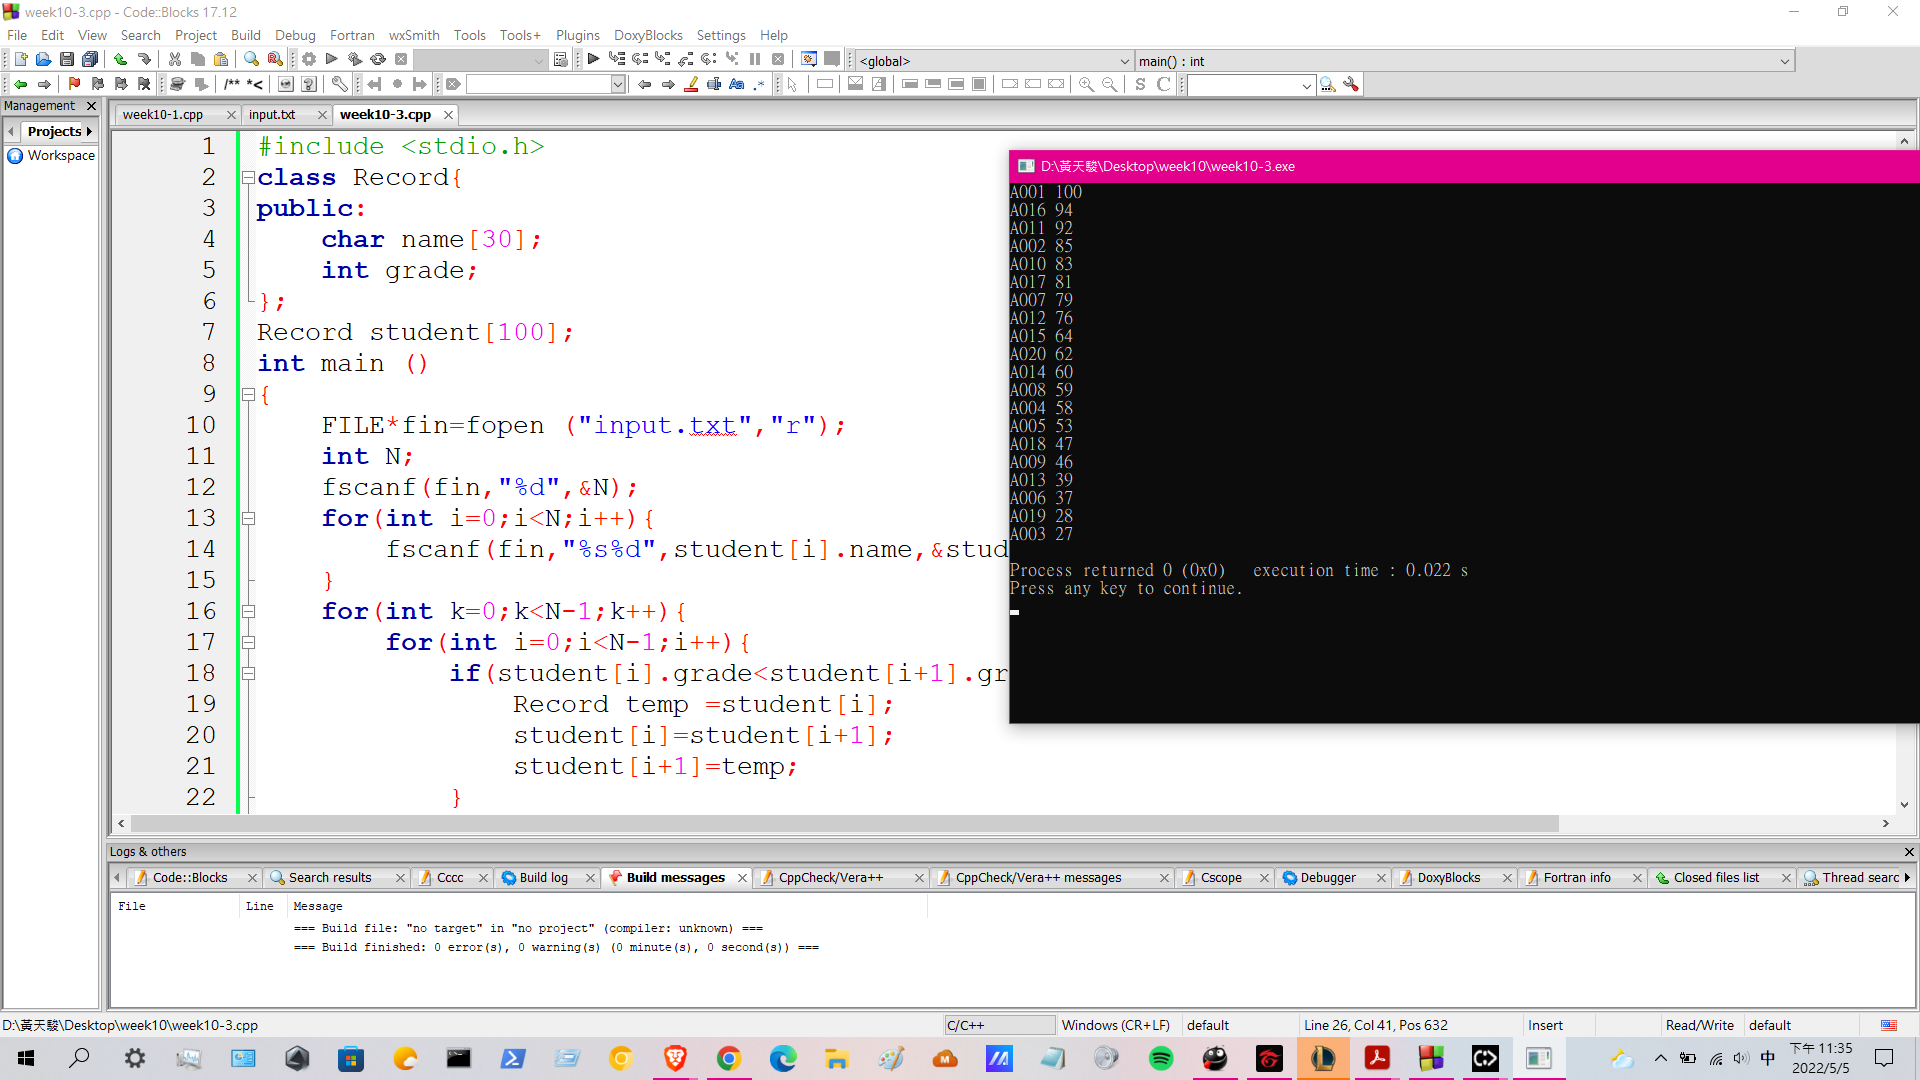 week10-3.cpp - Code::Blocks 17.12
File Edit View Search Project Build Debug Fortran wxSmith Tools Tools+ Plugins DoxyBlocks Settings Help
<global> main() : int
/** *<
Aa .* S C
Management
week10-1.cpp input.txt week10-3.cpp
Projects
Workspace
1 #include <stdio.h>
2 class Record{
3 public:
4 char name[30];
5 int grade;
6 };
7 Record student[100];
8 int main ()
9 {
10 FILE*fin=fopen ("input.txt","r");
11 int N;
12 fscanf(fin,"%d",&N);
13 for(int i=0;i<N;i++){
14 fscanf(fin,"%s%d",student[i].name,&stud
15 }
16 for(int k=0;k<N-1;k++){
17 for(int i=0;i<N-1;i++){
18 if(student[i].grade<student[i+1].gr
19 Record temp =student[i];
20 student[i]=student[i+1];
21 student[i+1]=temp;
22 }
D:\黃天駿\Desktop\week10\week10-3.exe
A001 100
A016 94
A011 92
A002 85
A010 83
A017 81
A007 79
A012 76
A015 64
A020 62
A014 60
A008 59
A004 58
A005 53
A018 47
A009 46
A013 39
A006 37
A019 28
A003 27
Process returned 0 (0x0)   execution time : 0.022 s
Press any key to continue.
Logs & others
Code::Blocks Search results Cccc Build log Build messages CppCheck/Vera++ CppCheck/Vera++ messages Cscope Debugger DoxyBlocks Fortran info Closed files list Thread searc
File Line Message
=== Build file: "no target" in "no project" (compiler: unknown) ===
=== Build finished: 0 error(s), 0 warning(s) (0 minute(s), 0 second(s)) ===
D:\黃天駿\Desktop\week10\week10-3.cpp C/C++ Windows (CR+LF) default Line 26, Col 41, Pos 632 Insert Read/Write default
中 下午 11:35
2022/5/5